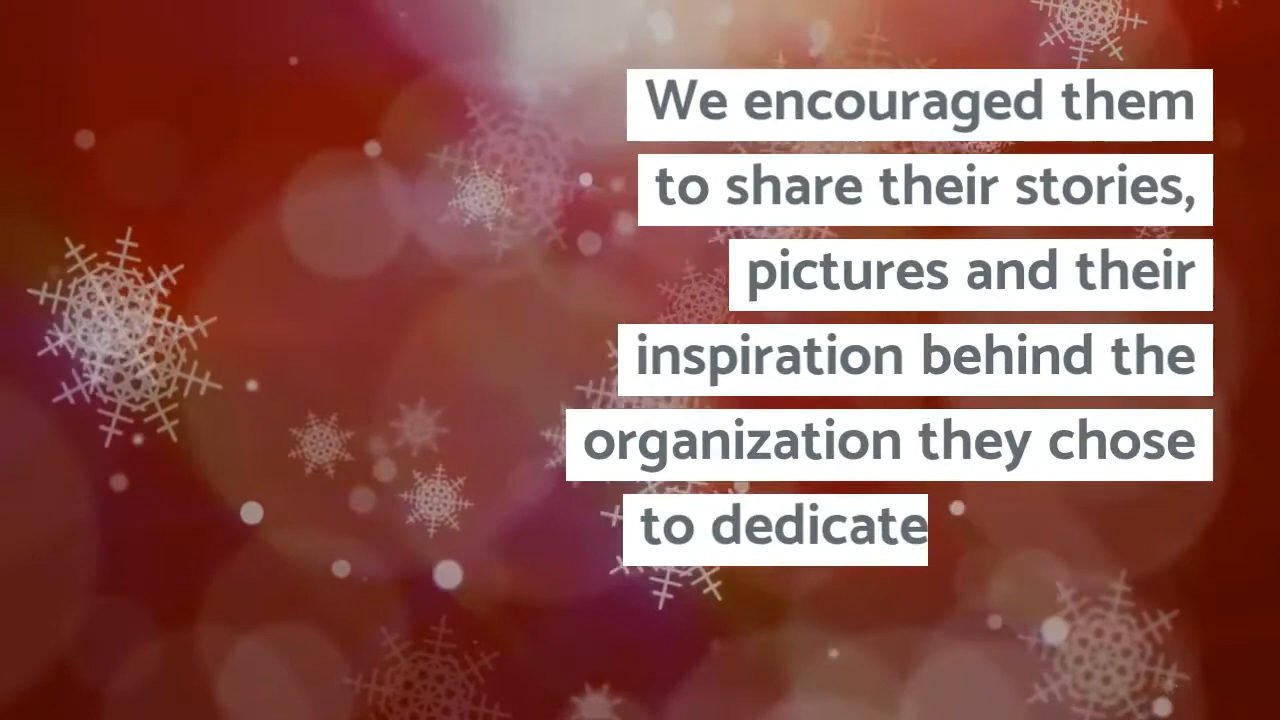 We encouraged them
to share their stories,
pictures and their
inspiration behind the
organization they chose
to dedicate